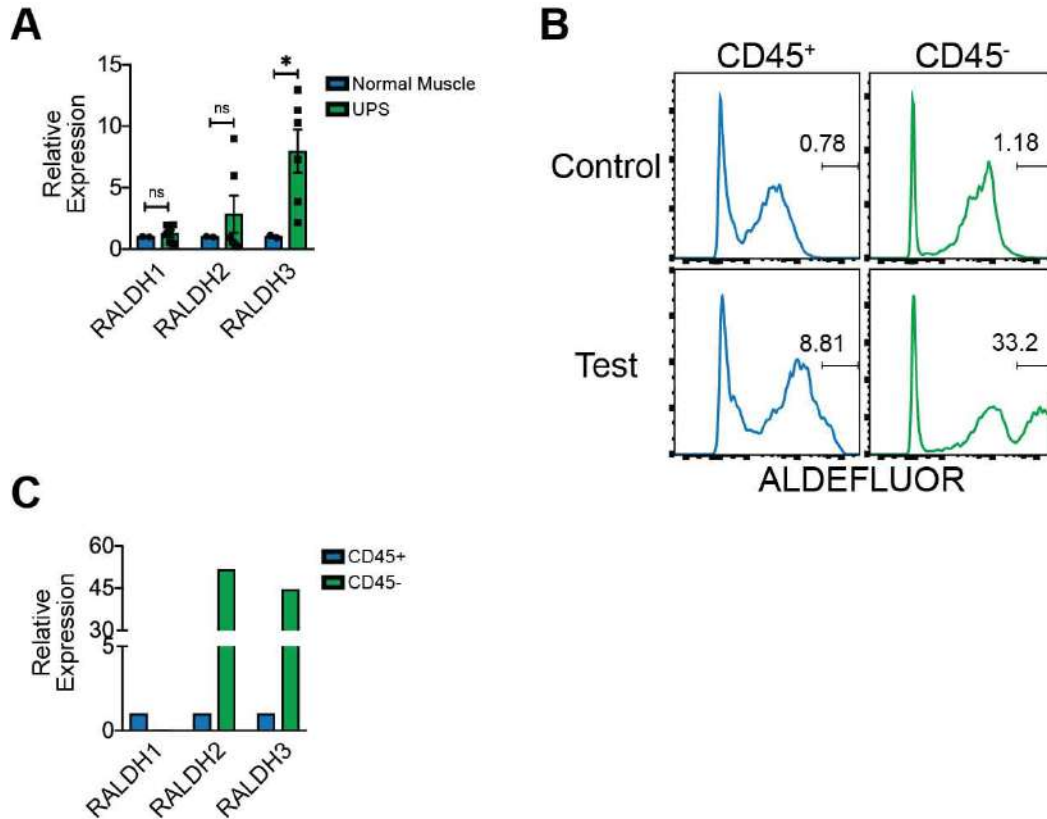 A
Relative
Expression
15
10
5
0
ns
ns
*
Normal Muscle
UPS
RALDH1
RALDH2
RALDH3
B
CD45+
CD45-
Control
0.78
1.18
Test
8.81
33.2
ALDEFLUOR
C
Relative
Expression
60
45
30
5
0
CD45+
CD45-
RALDH1
RALDH2
RALDH3